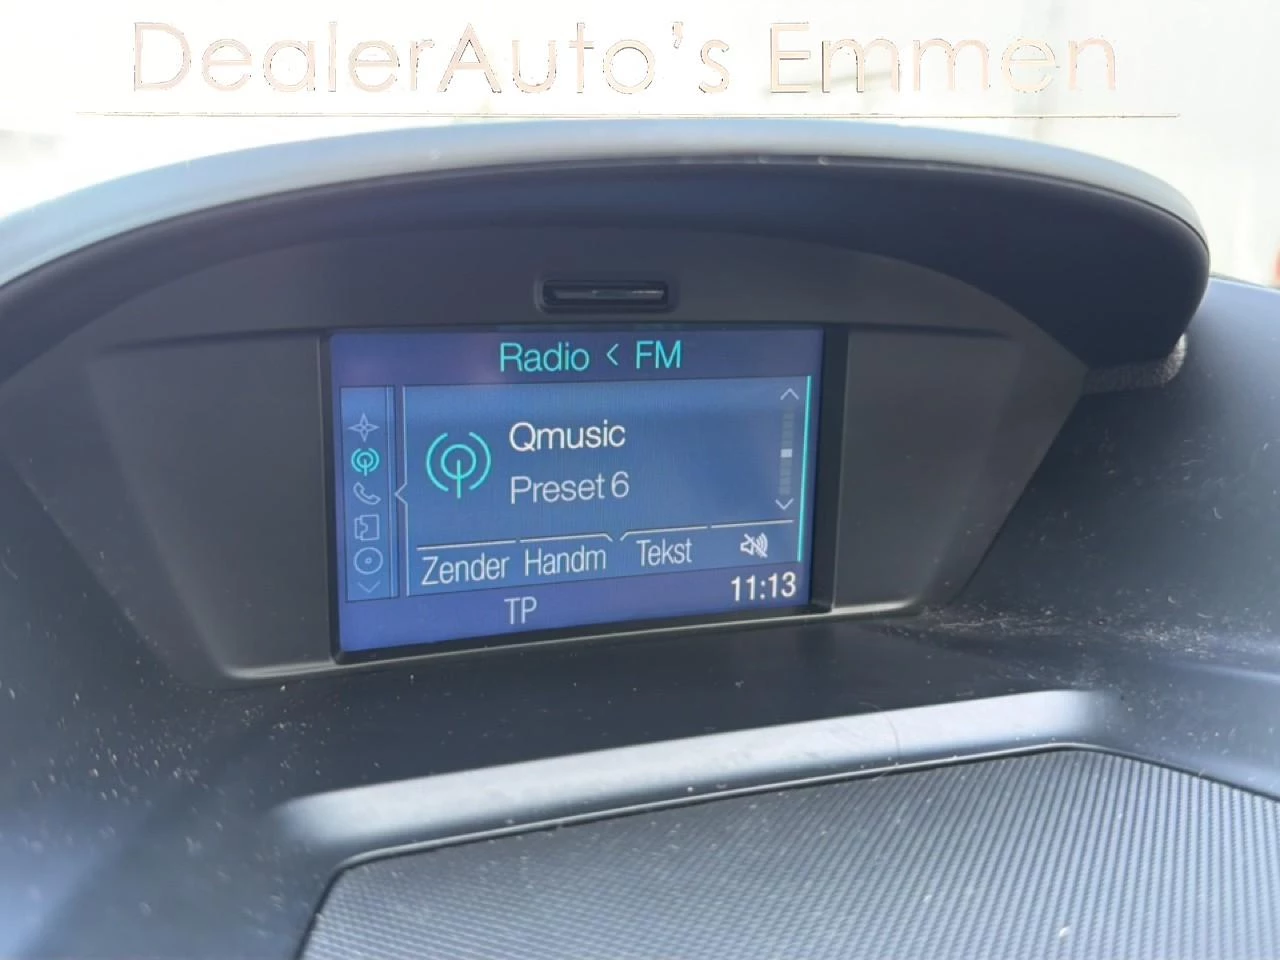 DealerAuto's Emmen
Radio < FM
Qmusic
Preset 6
Zender Handm Tekst
TP
11:13